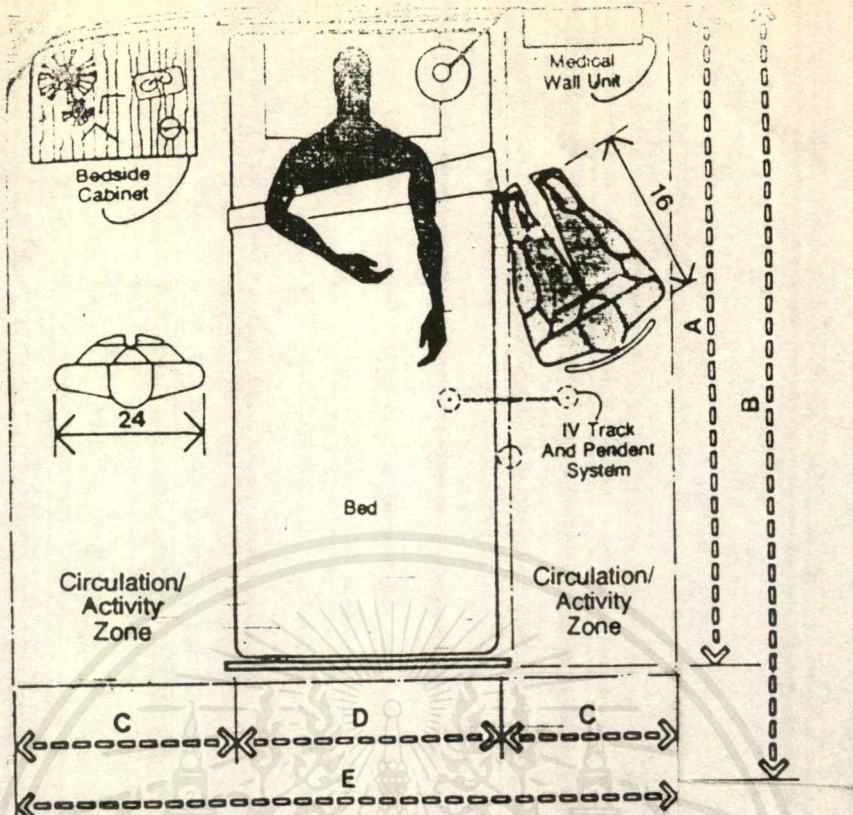 Medical
Wall Unit
Bedside
Cabinet
16
A
B
24
IV Track
And Pendent
System
Bed
Circulation/
Activity
Zone
Circulation/
Activity
Zone
C
D
C
E